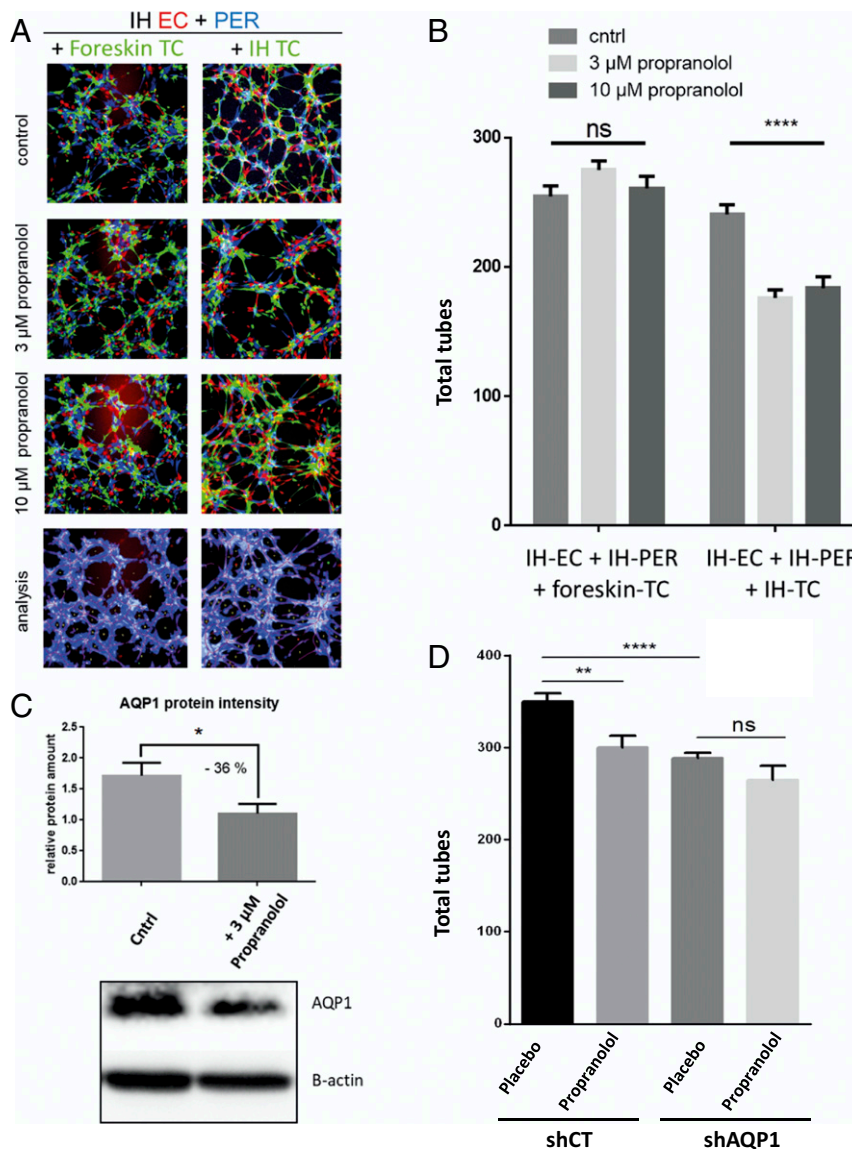 A
IH EC + PER
+ Foreskin TC
+ IH TC
control
3 µM propranolol
10 µM propranolol
analysis
B
cntrl
3 µM propranolol
10 µM propranolol
Total tubes
300
200
100
0
ns
****
IH-EC + IH-PER
+ foreskin-TC
IH-EC + IH-PER
+ IH-TC
C
AQP1 protein intensity
relative protein amount
2.5
2.0
1.5
1.0
0.5
0.0
*
- 36 %
Cntrl
+ 3 µM
Propranolol
AQP1
B-actin
D
Total tubes
400
300
200
100
0
****
**
ns
Placebo
Propranolol
Placebo
Propranolol
shCT
shAQP1